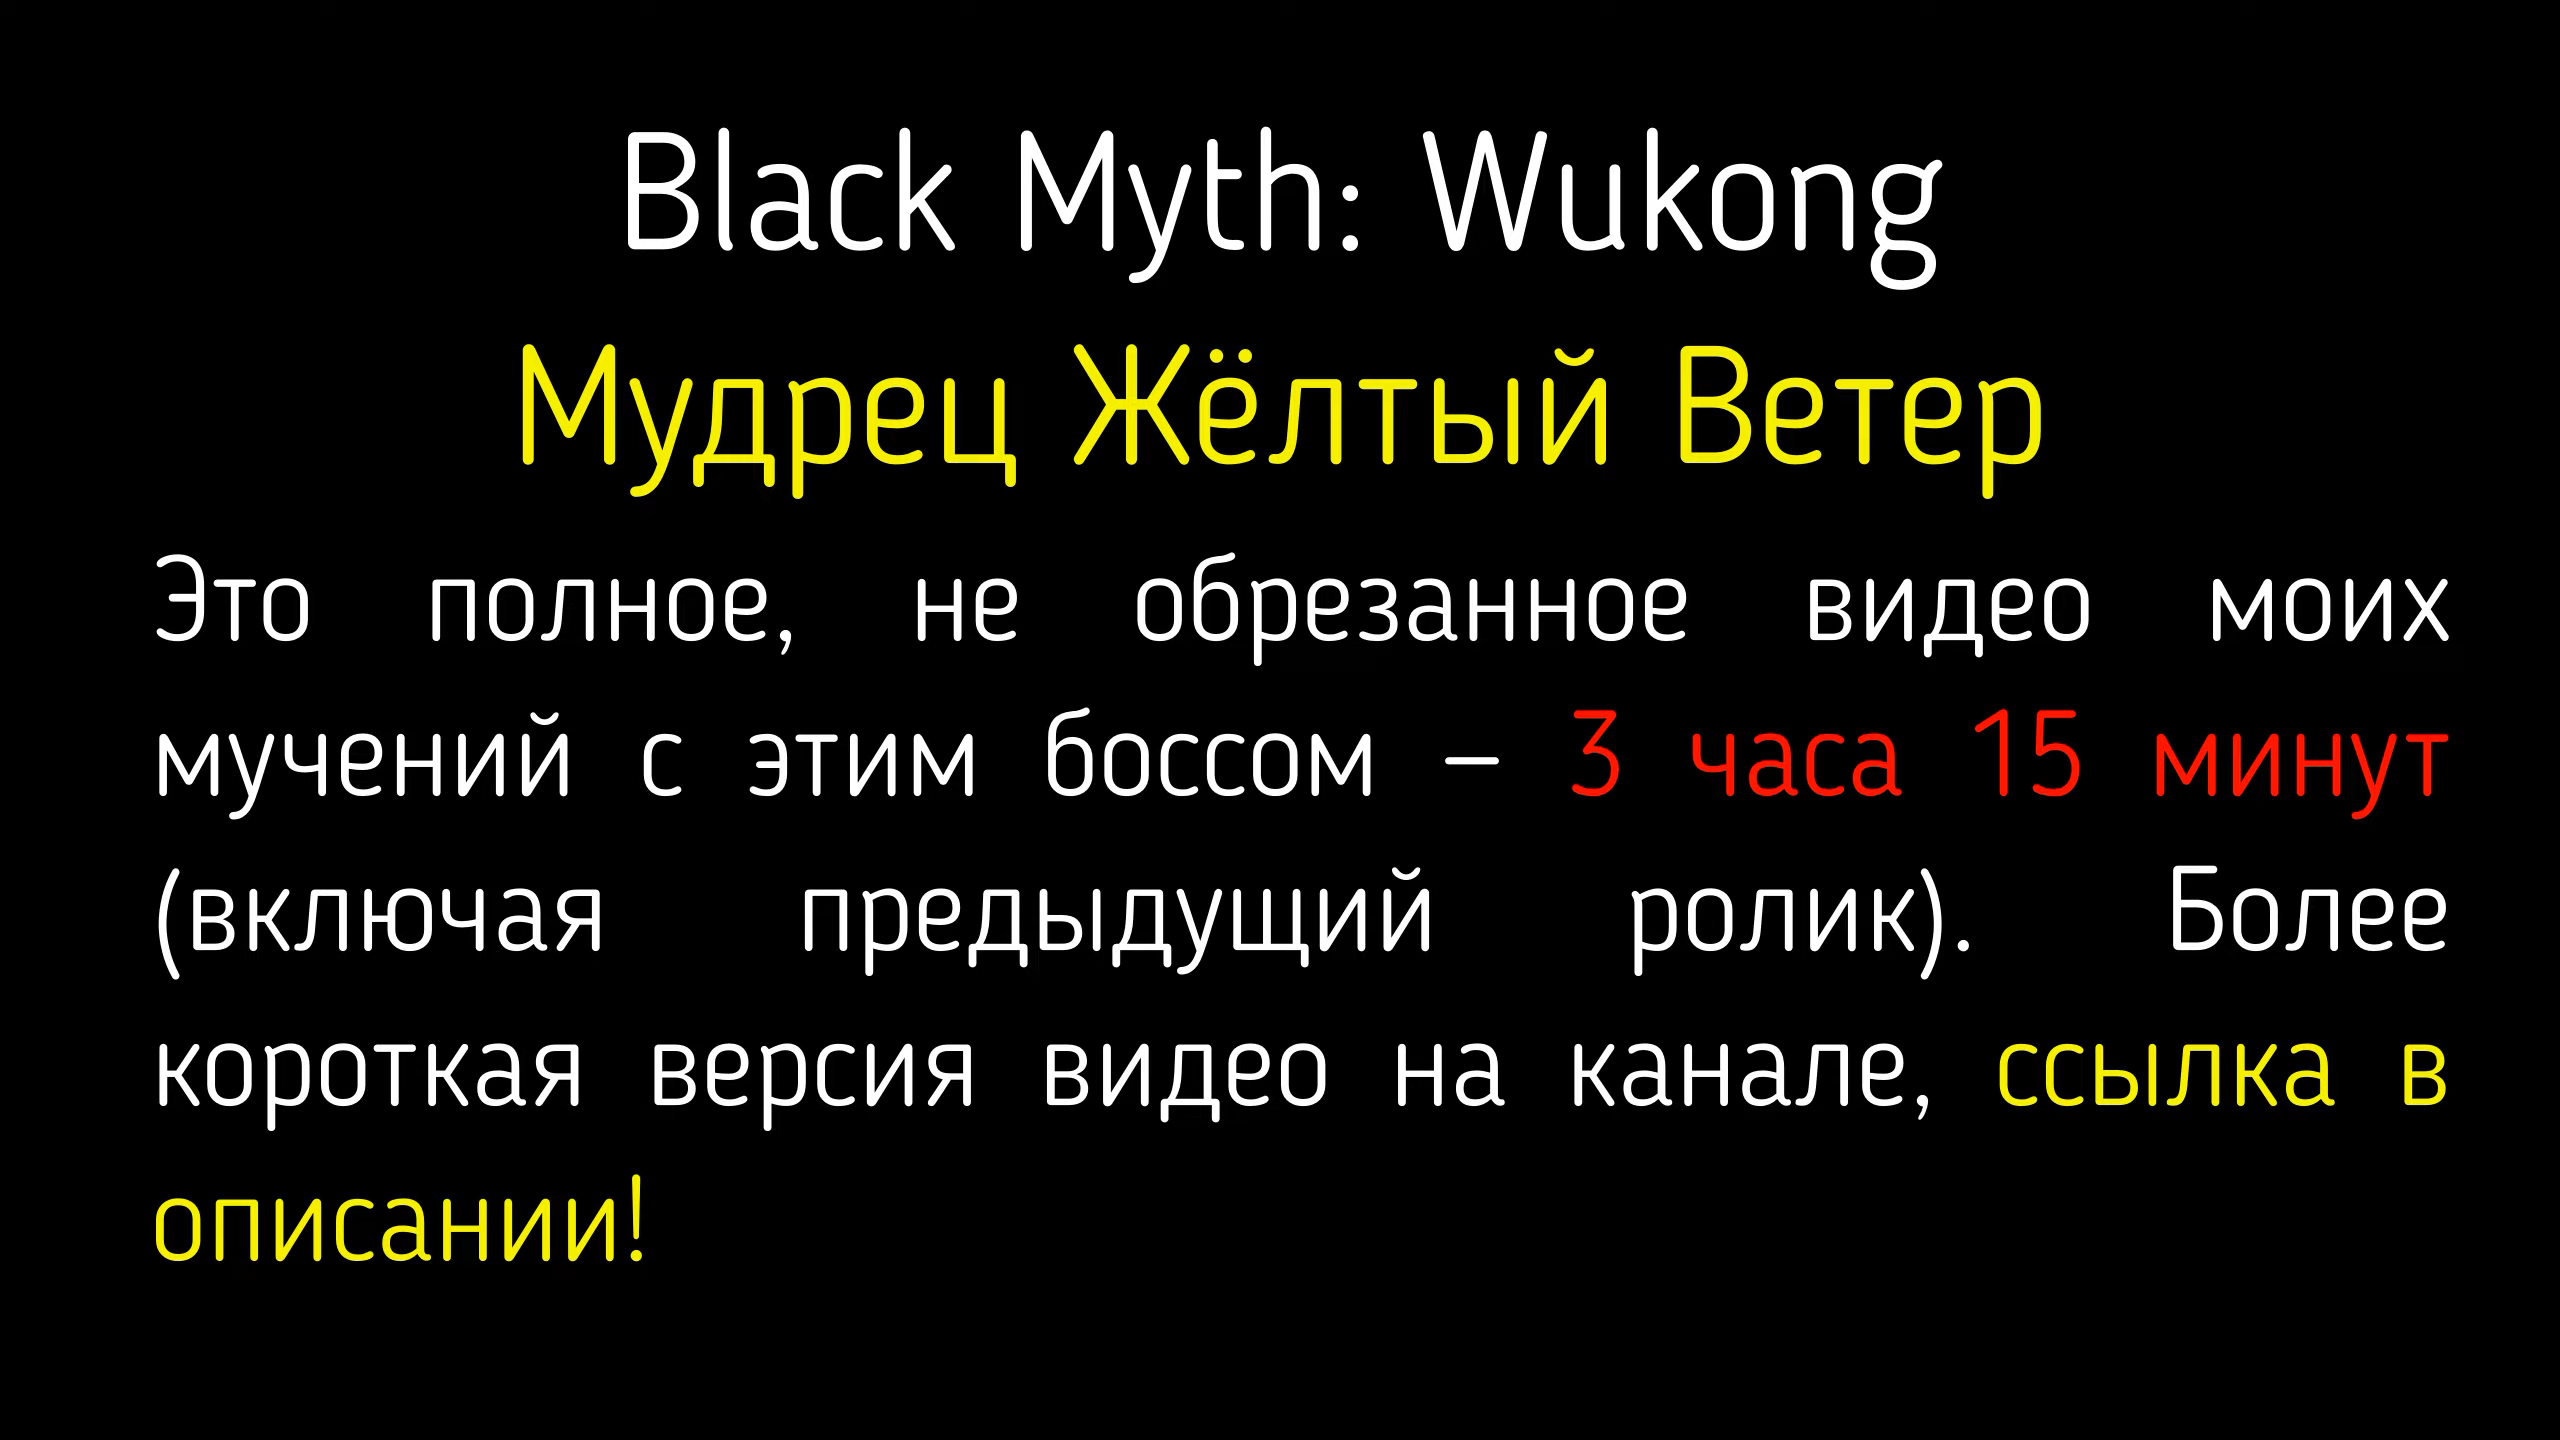 Black Myth: Wukong
Мудрец Жёлтый Ветер
Это полное, не обрезанное видео моих
мучений с этим боссом – 3 часа 15 минут
(включая предыдущий ролик). Более
короткая версия видео на канале, ссылка в
описании!